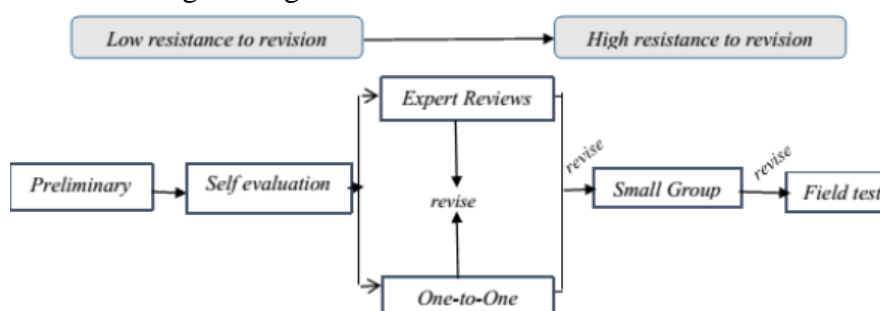 Low resistance to revision
High resistance to revision
Expert Reviews
Preliminary
Self evaluation
revise
revise
Small Group
revise
Field test
One-to-One